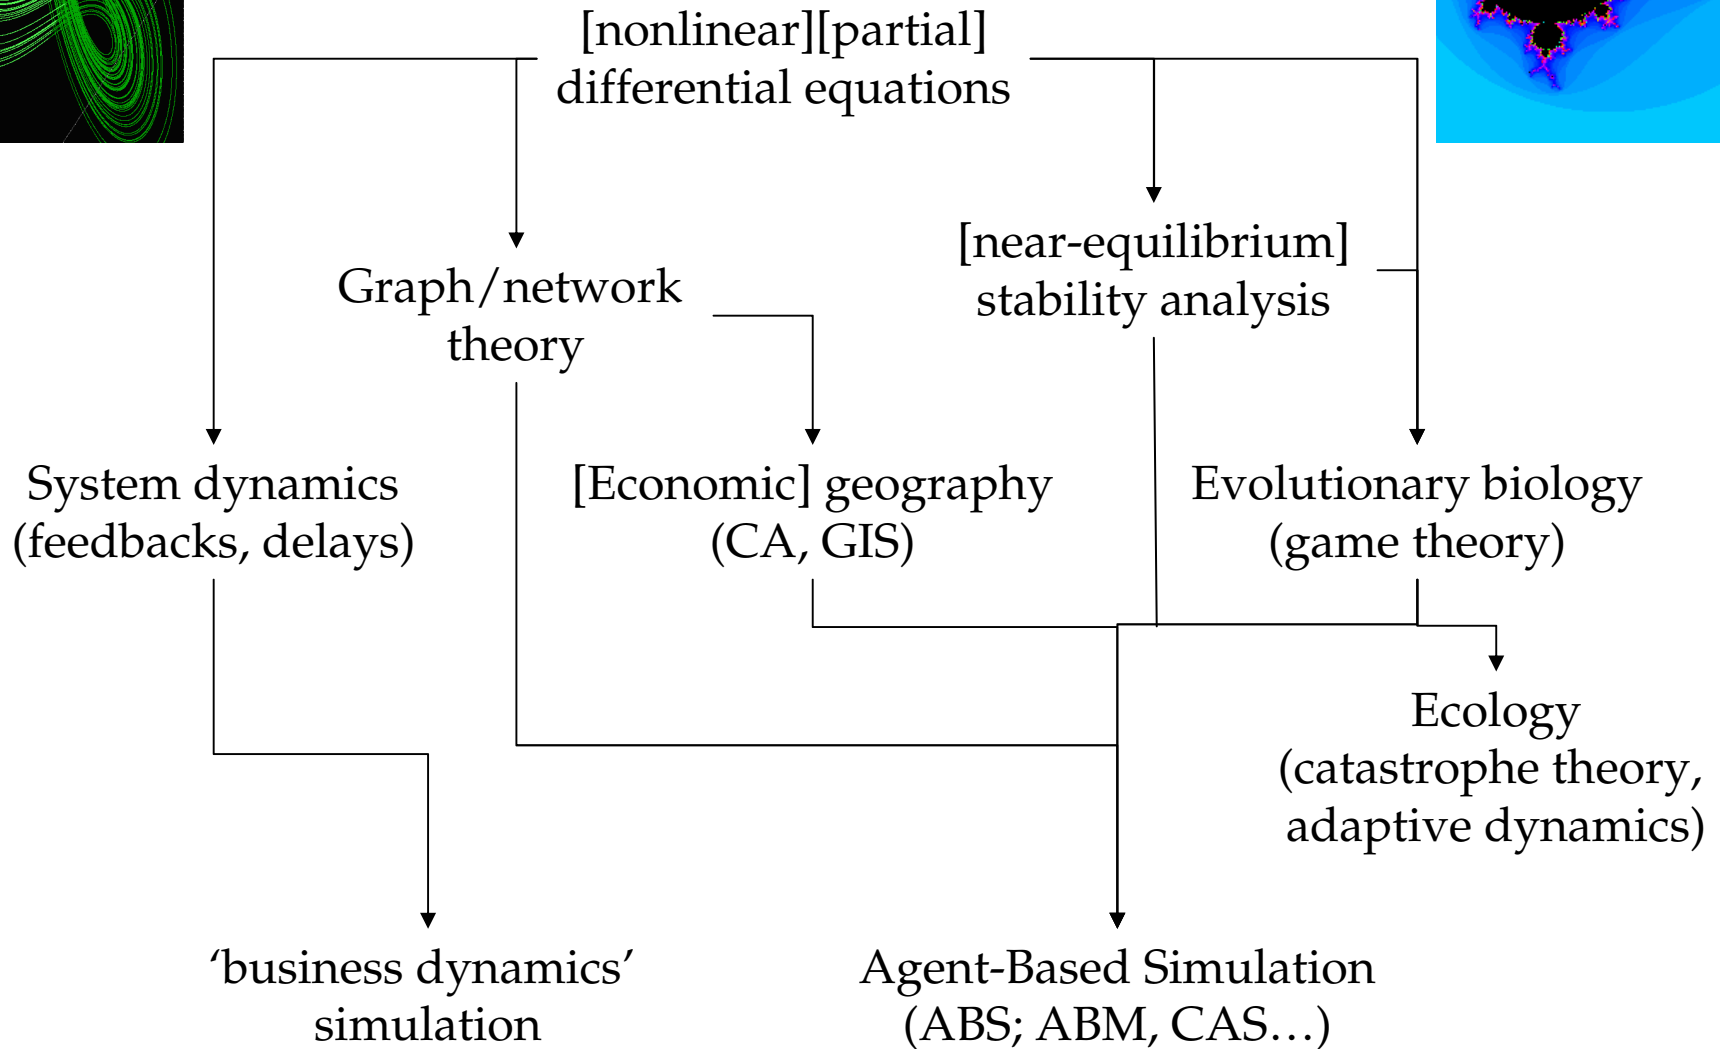 [nonlinear][partial]
differential equations
[near-equilibrium]
stability analysis
Graph/network
theory
System dynamics
(feedbacks, delays)
[Economic] geography
(CA, GIS)
Evolutionary biology
(game theory)
Ecology
(catastrophe theory,
adaptive dynamics)
‘business dynamics’
simulation
Agent-Based Simulation
(ABS; ABM, CAS…)